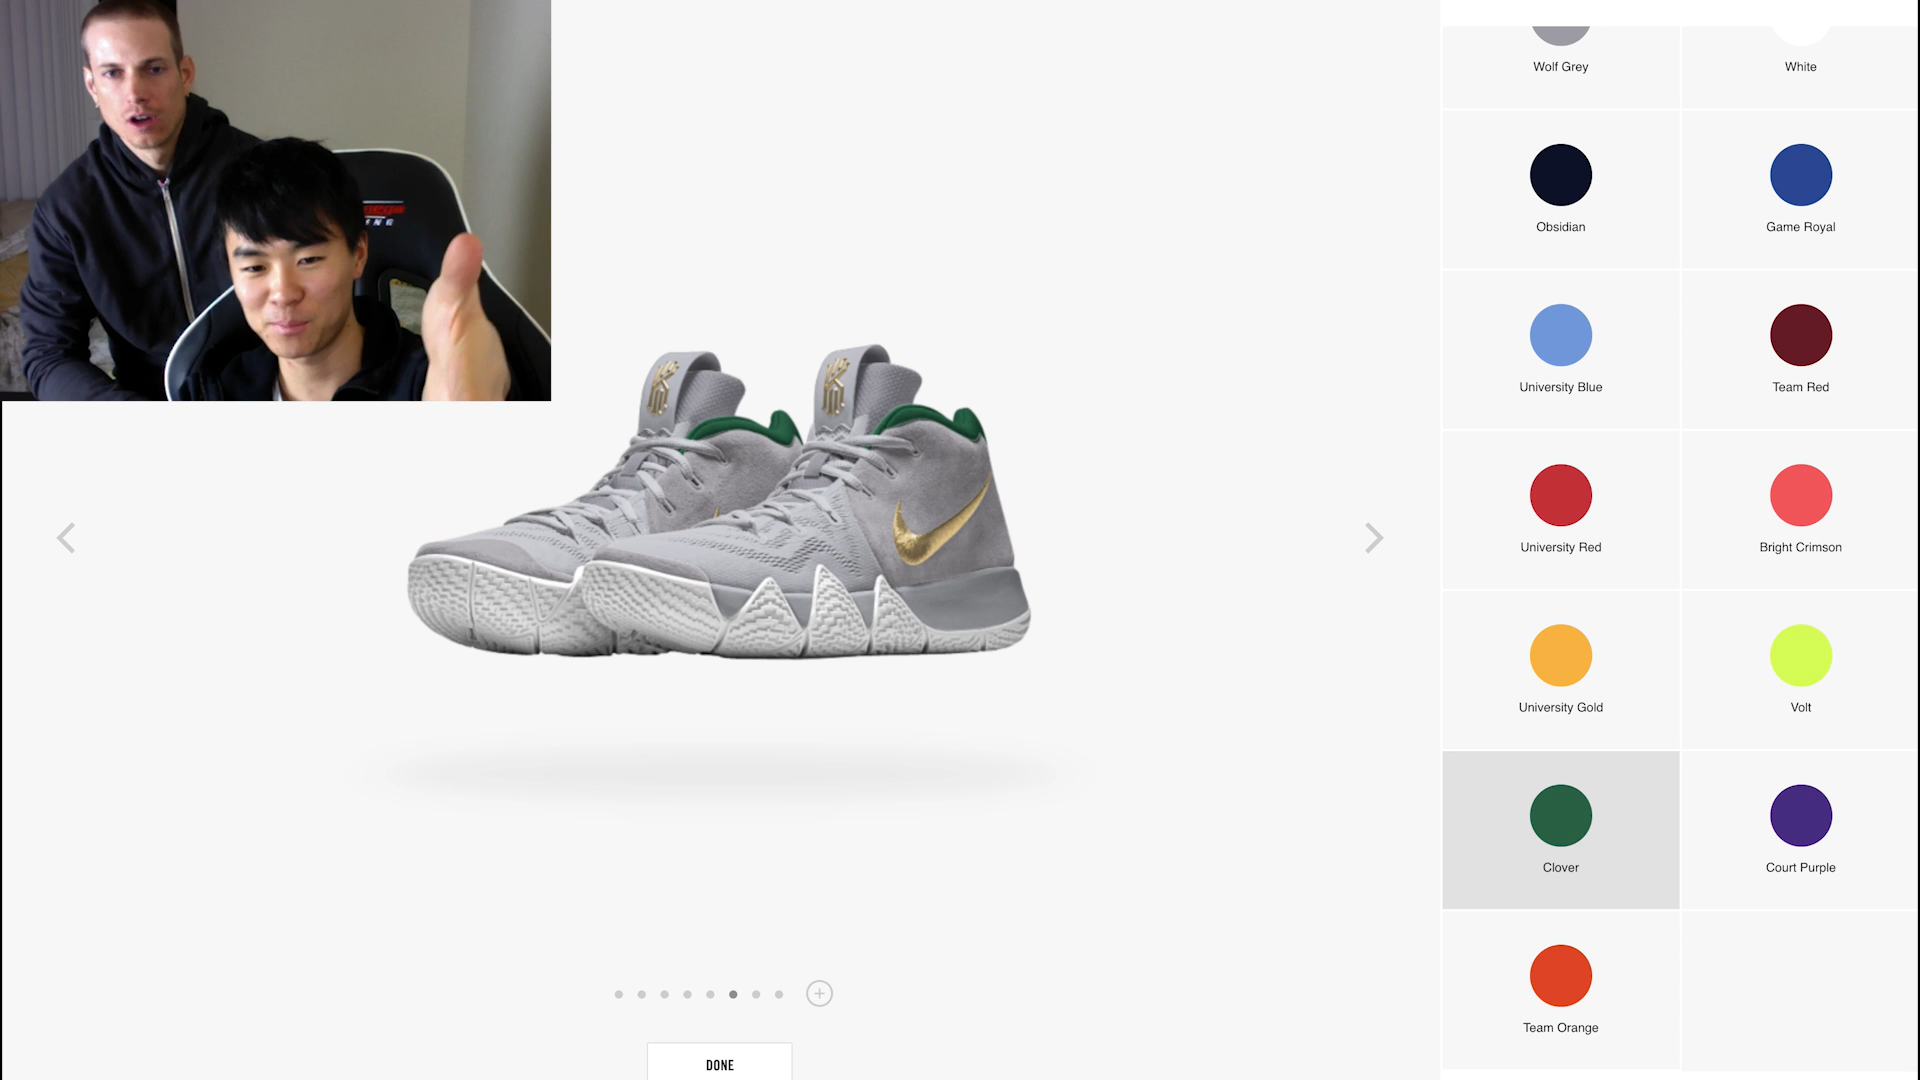 Wolf Grey
White
Obsidian
Game Royal
University Blue
Team Red
University Red
Bright Crimson
University Gold
Volt
Clover
Court Purple
Team Orange
DONE